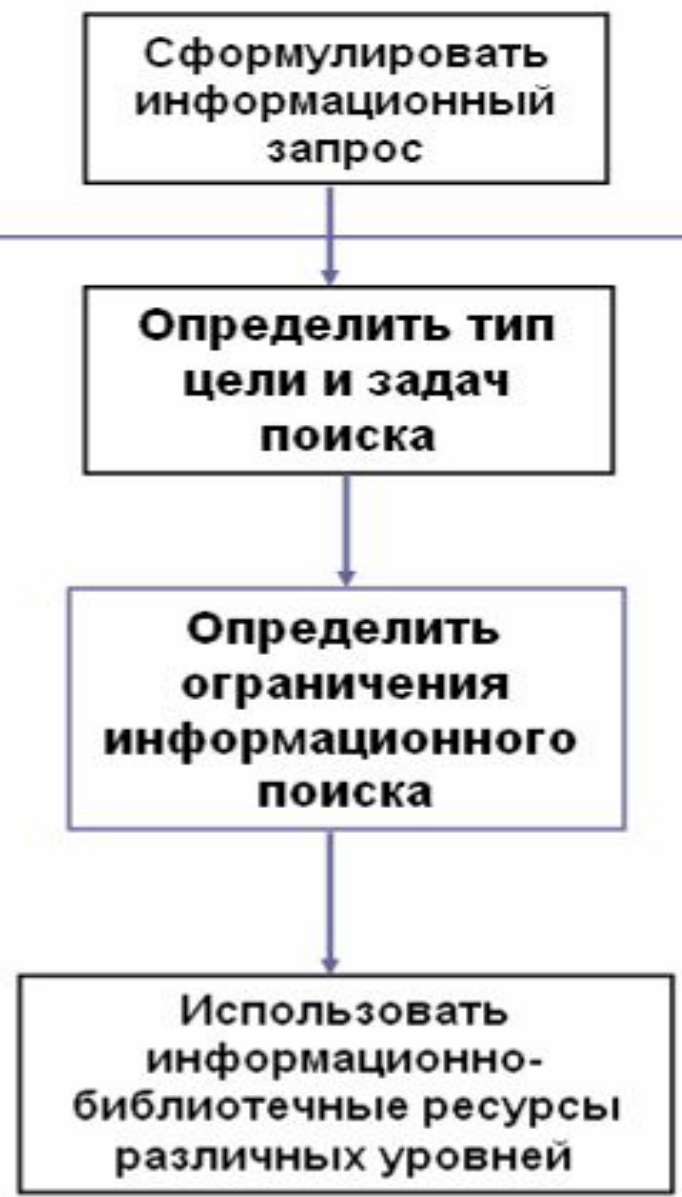 Сформулировать
информационный
запрос
Определить тип
цели и задач
поиска
Определить
ограничения
информационного
поиска
Использовать
информационно-
библиотечные ресурсы
различных уровней